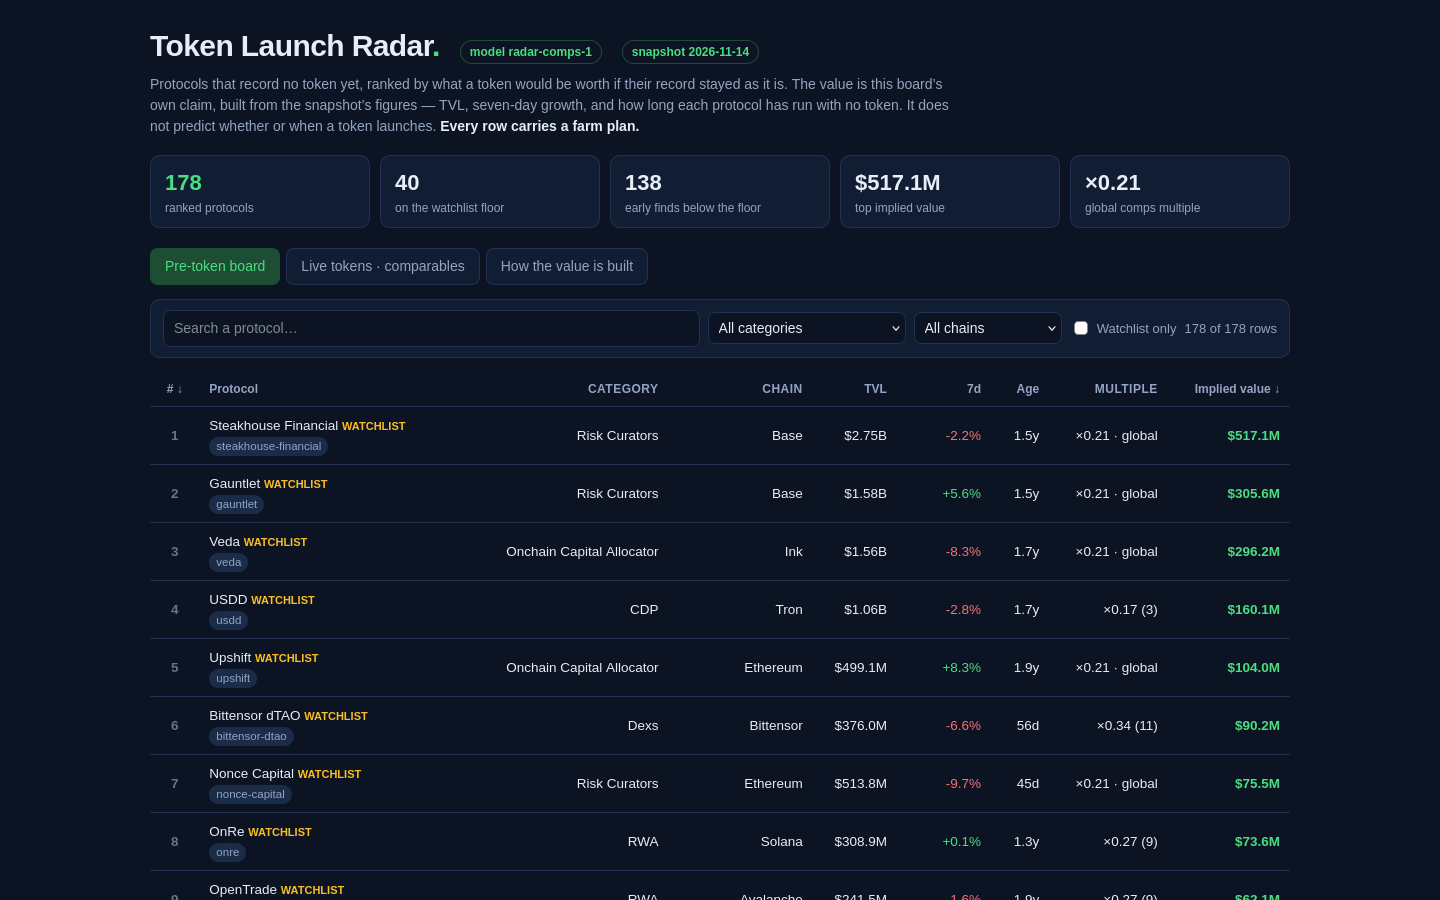 Token Launch Radar. model radar-comps-1 snapshot 2026-11-14
Protocols that record no token yet, ranked by what a token would be worth if their record stayed as it is. The value is this board’s
own claim, built from the snapshot’s figures — TVL, seven-day growth, and how long each protocol has run with no token. It does
not predict whether or when a token launches. Every row carries a farm plan.
178 40 138 $517.1M ×0.21
ranked protocols on the watchlist floor early finds below the floor top implied value global comps multiple
Pre-token board Live tokens · comparables How the value is built
Search a protocol… All categories All chains Watchlist only 178 of 178 rows
# ↓ Protocol CATEGORY CHAIN TVL 7d Age MULTIPLE Implied value ↓
1 Steakhouse Financial WATCHLIST Risk Curators Base $2.75B -2.2% 1.5y ×0.21 · global $517.1M
steakhouse-financial
2 Gauntlet WATCHLIST Risk Curators Base $1.58B +5.6% 1.5y ×0.21 · global $305.6M
gauntlet
3 Veda WATCHLIST Onchain Capital Allocator Ink $1.56B -8.3% 1.7y ×0.21 · global $296.2M
veda
4 USDD WATCHLIST CDP Tron $1.06B -2.8% 1.7y ×0.17 (3) $160.1M
usdd
5 Upshift WATCHLIST Onchain Capital Allocator Ethereum $499.1M +8.3% 1.9y ×0.21 · global $104.0M
upshift
6 Bittensor dTAO WATCHLIST Dexs Bittensor $376.0M -6.6% 56d ×0.34 (11) $90.2M
bittensor-dtao
7 Nonce Capital WATCHLIST Risk Curators Ethereum $513.8M -9.7% 45d ×0.21 · global $75.5M
nonce-capital
8 OnRe WATCHLIST RWA Solana $308.9M +0.1% 1.3y ×0.27 (9) $73.6M
onre
9 OpenTrade WATCHLIST RWA Avalanche $241.5M 1.6% 1.9y ×0.27 (9) $62.1M